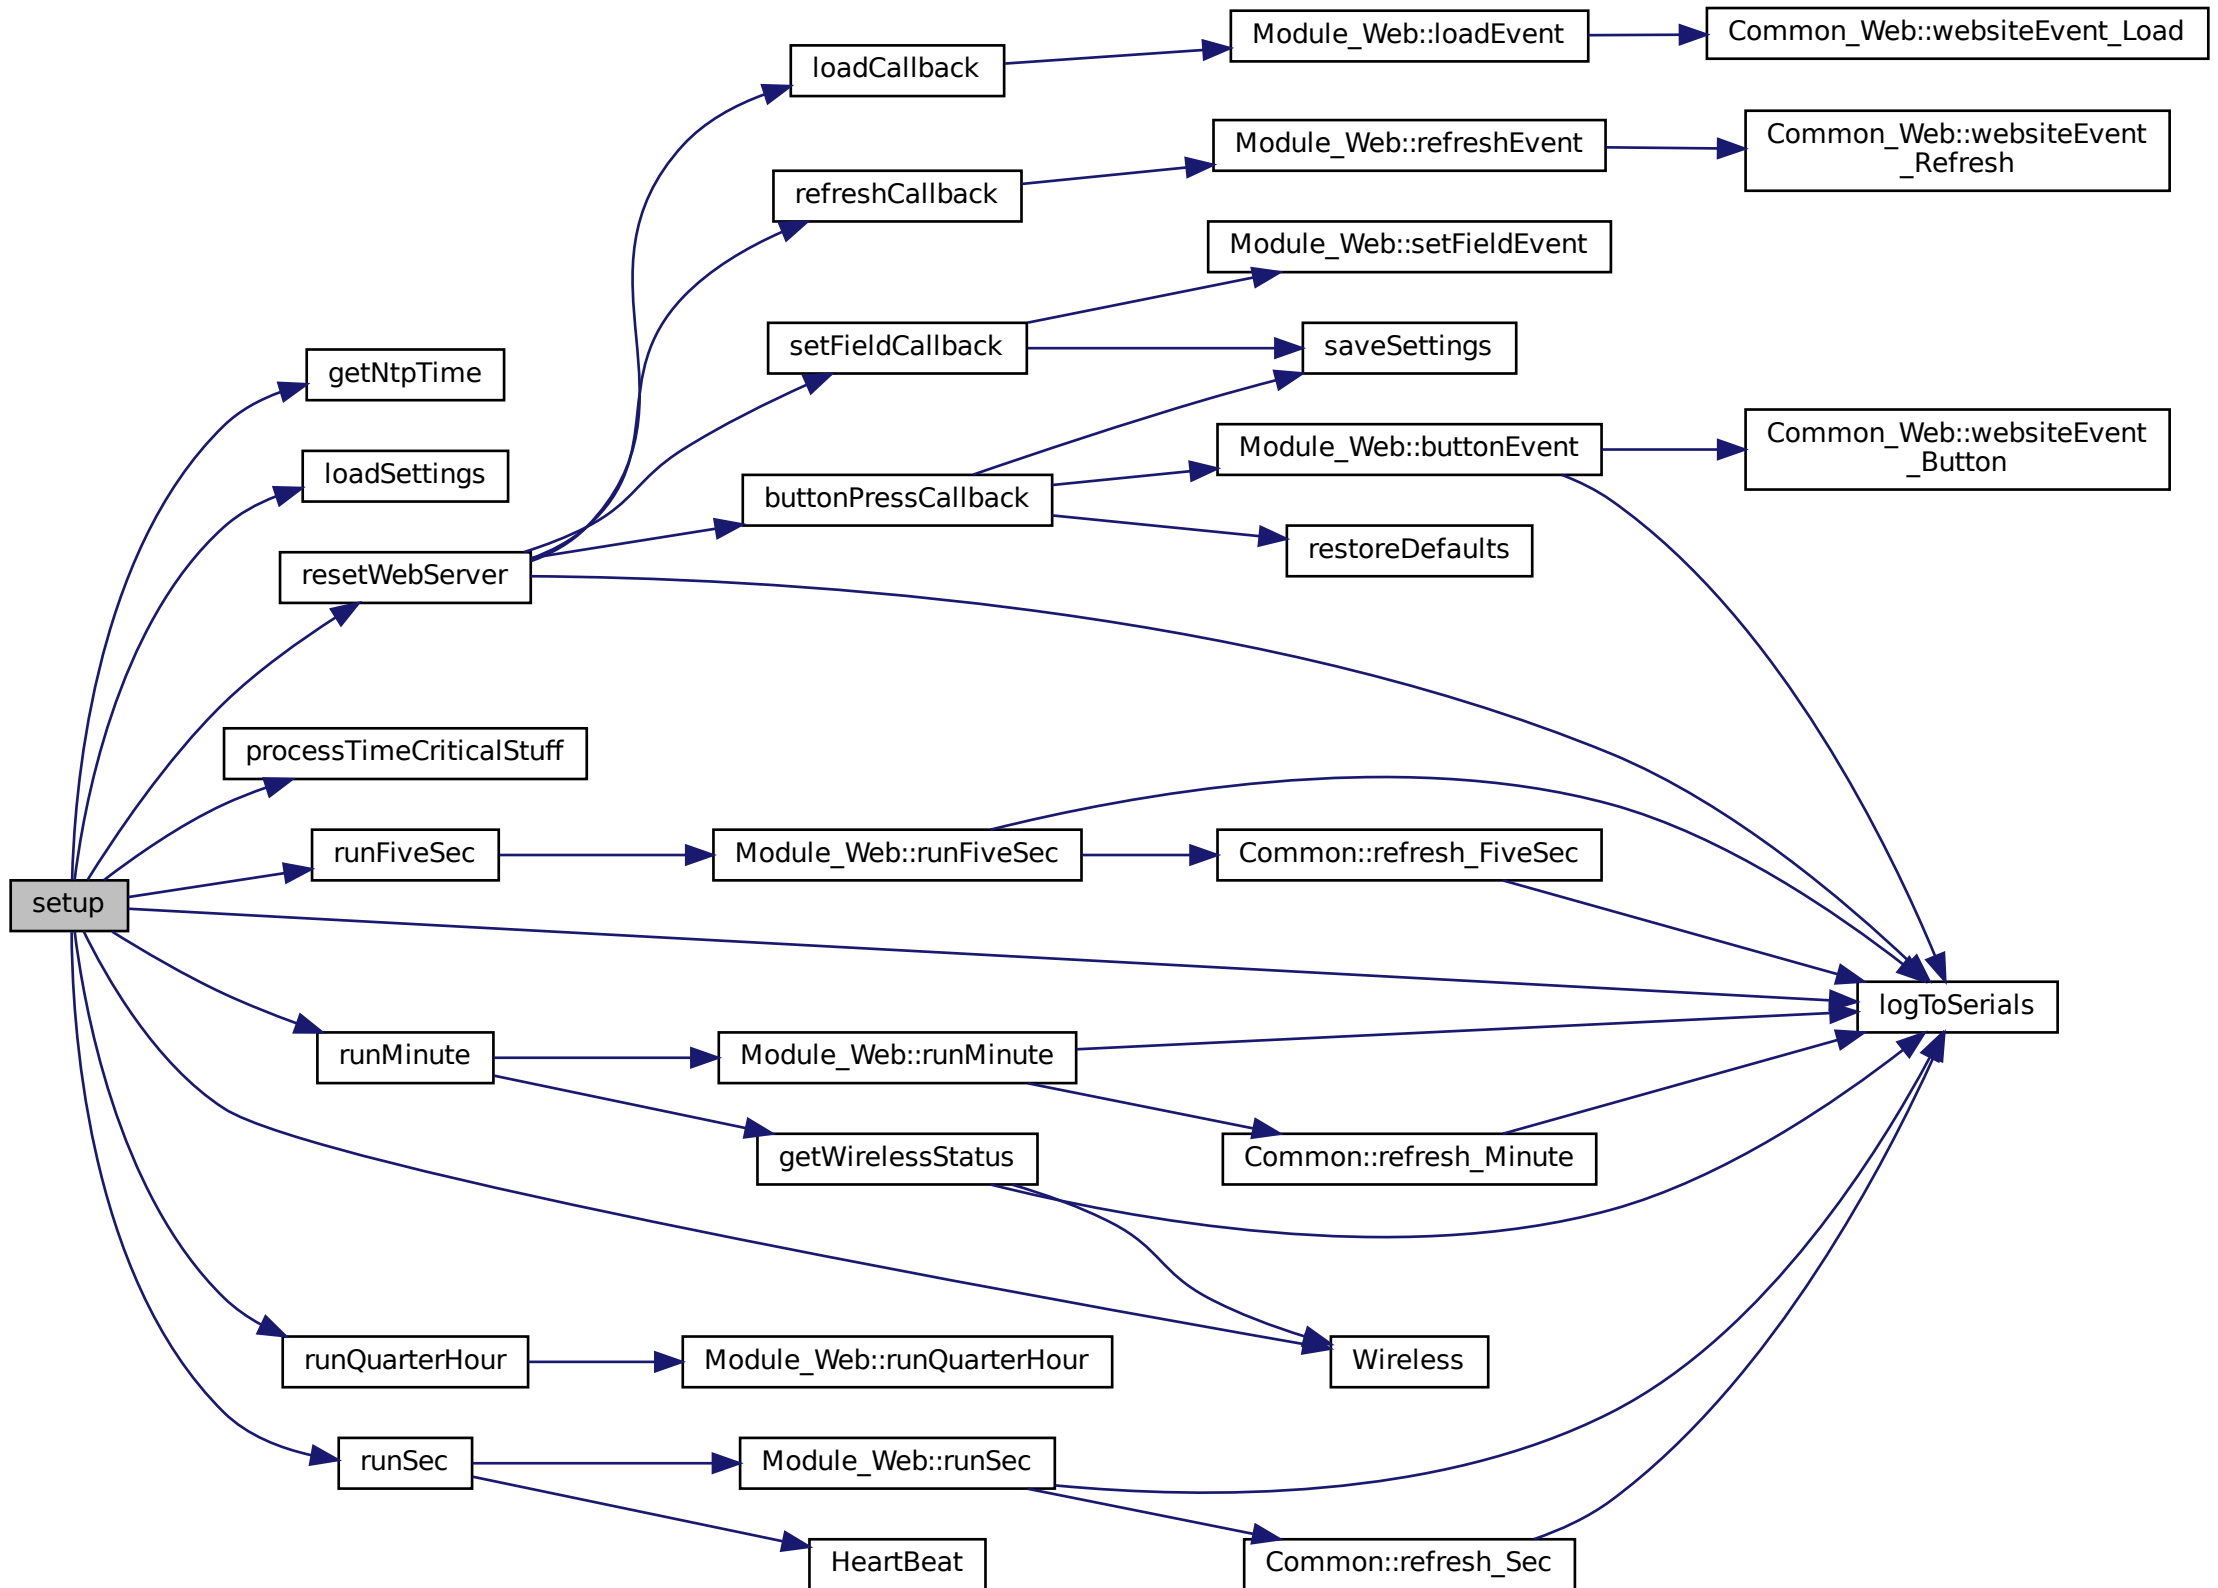 Module_Web::loadEvent
Common_Web::websiteEvent_Load
loadCallback
Module_Web::refreshEvent
Common_Web::websiteEvent
_Refresh
refreshCallback
Module_Web::setFieldEvent
setFieldCallback
saveSettings
getNtpTime
Module_Web::buttonEvent
Common_Web::websiteEvent
_Button
loadSettings
buttonPressCallback
restoreDefaults
resetWebServer
processTimeCriticalStuff
runFiveSec
Module_Web::runFiveSec
Common::refresh_FiveSec
setup
logToSerials
runMinute
Module_Web::runMinute
getWirelessStatus
Common::refresh_Minute
runQuarterHour
Module_Web::runQuarterHour
Wireless
runSec
Module_Web::runSec
HeartBeat
Common::refresh_Sec